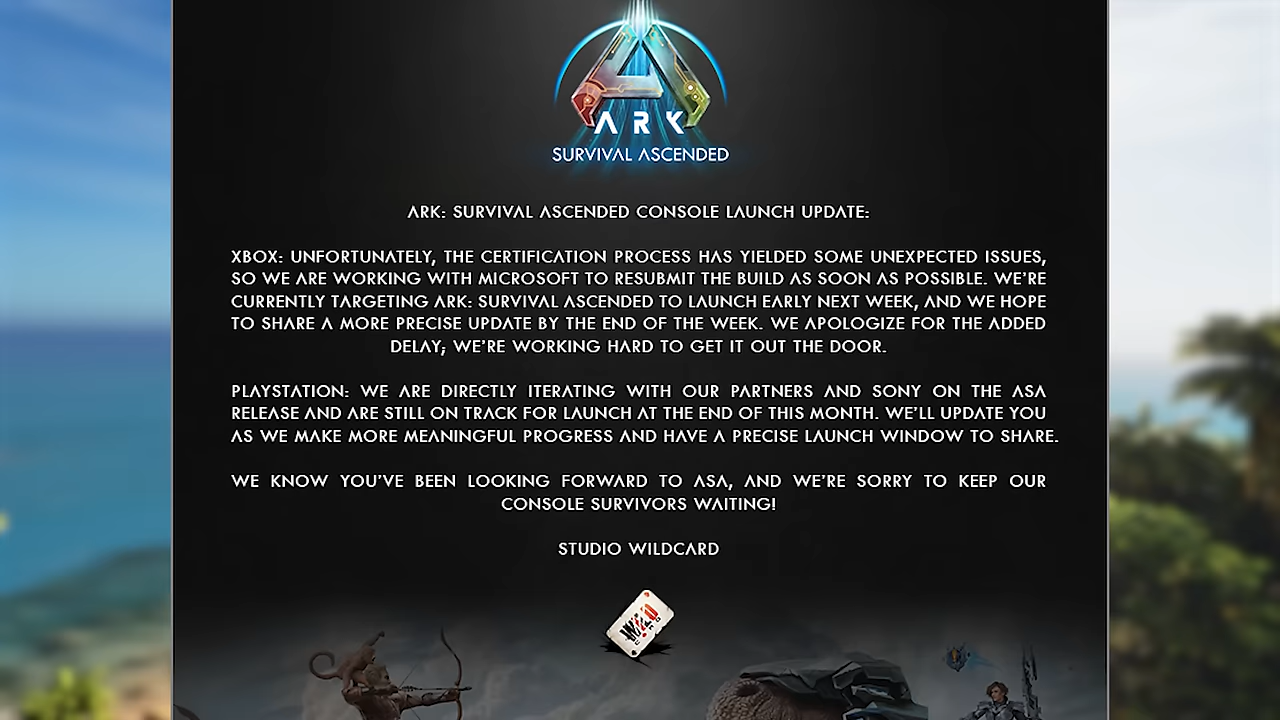 ARK
SURVIVAL ASCENDED
ARK: SURVIVAL ASCENDED CONSOLE LAUNCH UPDATE:
XBOX: UNFORTUNATELY, THE CERTIFICATION PROCESS HAS YIELDED SOME UNEXPECTED ISSUES,
SO WE ARE WORKING WITH MICROSOFT TO RESUBMIT THE BUILD AS SOON AS POSSIBLE. WE'RE
CURRENTLY TARGETING ARK: SURVIVAL ASCENDED TO LAUNCH EARLY NEXT WEEK, AND WE HOPE
TO SHARE A MORE PRECISE UPDATE BY THE END OF THE WEEK. WE APOLOGIZE FOR THE ADDED
DELAY; WE'RE WORKING HARD TO GET IT OUT THE DOOR.
PLAYSTATION: WE ARE DIRECTLY ITERATING WITH OUR PARTNERS AND SONY ON THE ASA
RELEASE AND ARE STILL ON TRACK FOR LAUNCH AT THE END OF THIS MONTH. WE'LL UPDATE YOU
AS WE MAKE MORE MEANINGFUL PROGRESS AND HAVE A PRECISE LAUNCH WINDOW TO SHARE.
WE KNOW YOU'VE BEEN LOOKING FORWARD TO ASA, AND WE'RE SORRY TO KEEP OUR
CONSOLE SURVIVORS WAITING!
STUDIO WILDCARD
WILD